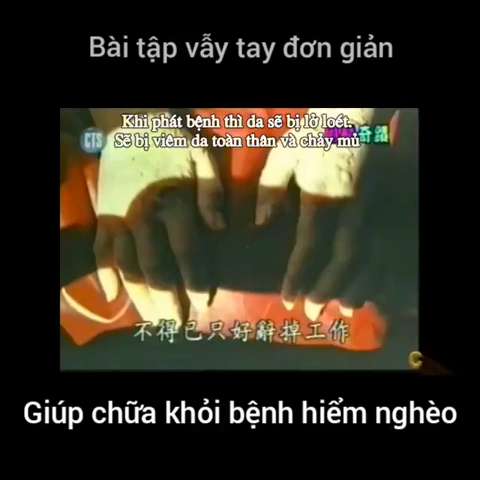 Bài tập vẫy tay đơn giản
Khi phát bệnh thì da sẽ bị lở loét.
Sẽ bị viêm da toàn thân và chảy mủ
CTS
奇蹟
不得已只好辭掉工作
Giúp chữa khỏi bệnh hiểm nghèo